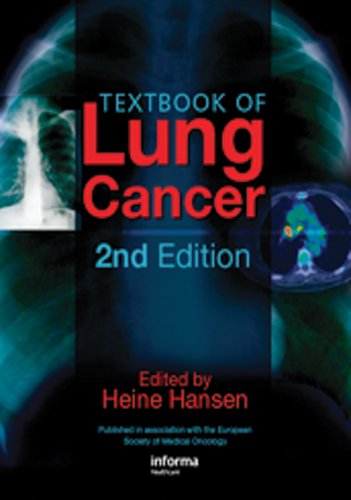 TEXTBOOK OF
Lung
Cancer
2nd Edition
Edited by
Heine Hansen
Published in association with the European
Society of Medical Oncology
informa
Healthcare